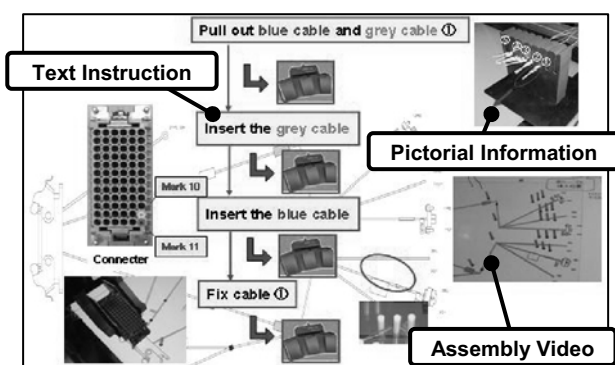 Pull out blue cable and grey cable ①
Text Instruction
Insert the grey cable
Pictorial Information
Mark 10
Insert the blue cable
Mark 11
Connecter
Fix cable ①
Assembly Video